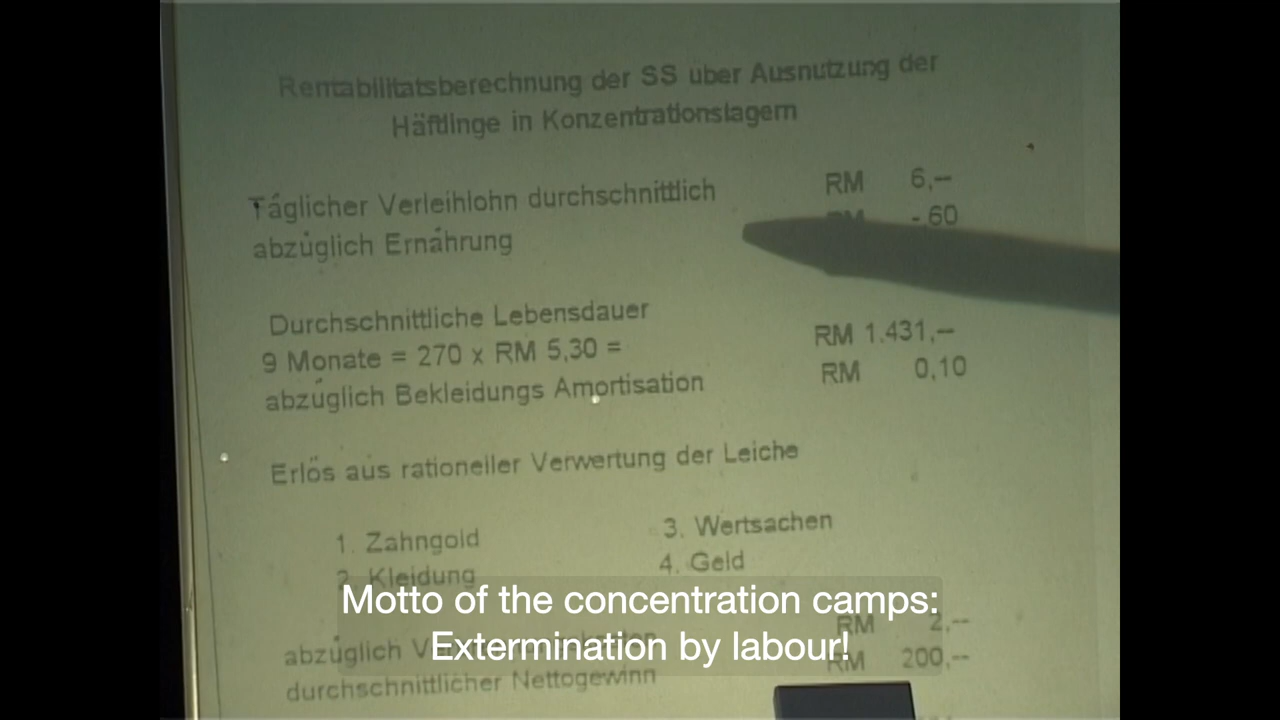 Rentabilitatsberechnung der SS uber Ausnutzung der
Häftlinge in Konzentrationslagern
Täglicher Verleihlohn durchschnittlich RM 6,--
abzüglich Ernährung RM -60
Durchschnittliche Lebensdauer
9 Monate = 270 x RM 5,30 = RM 1.431,--
abzüglich Bekleidungs Amortisation RM 0,10
Erlös aus rationeller Verwertung der Leiche
1. Zahngold 3. Wertsachen
2. Kleidung 4. Geld
Motto of the concentration camps:
Extermination by labour!
abzüglich RM 2,--
durchschnittlicher Nettogewinn RM 200,--